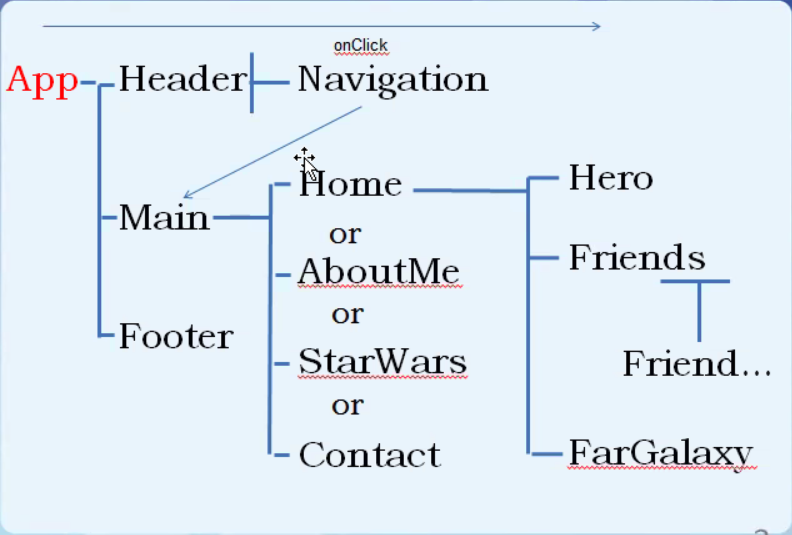 onClick
App Header Navigation
Home Hero
Main
or
Friends
AboutMe
or
Footer
StarWars
Friend...
or
Contact
FarGalaxy